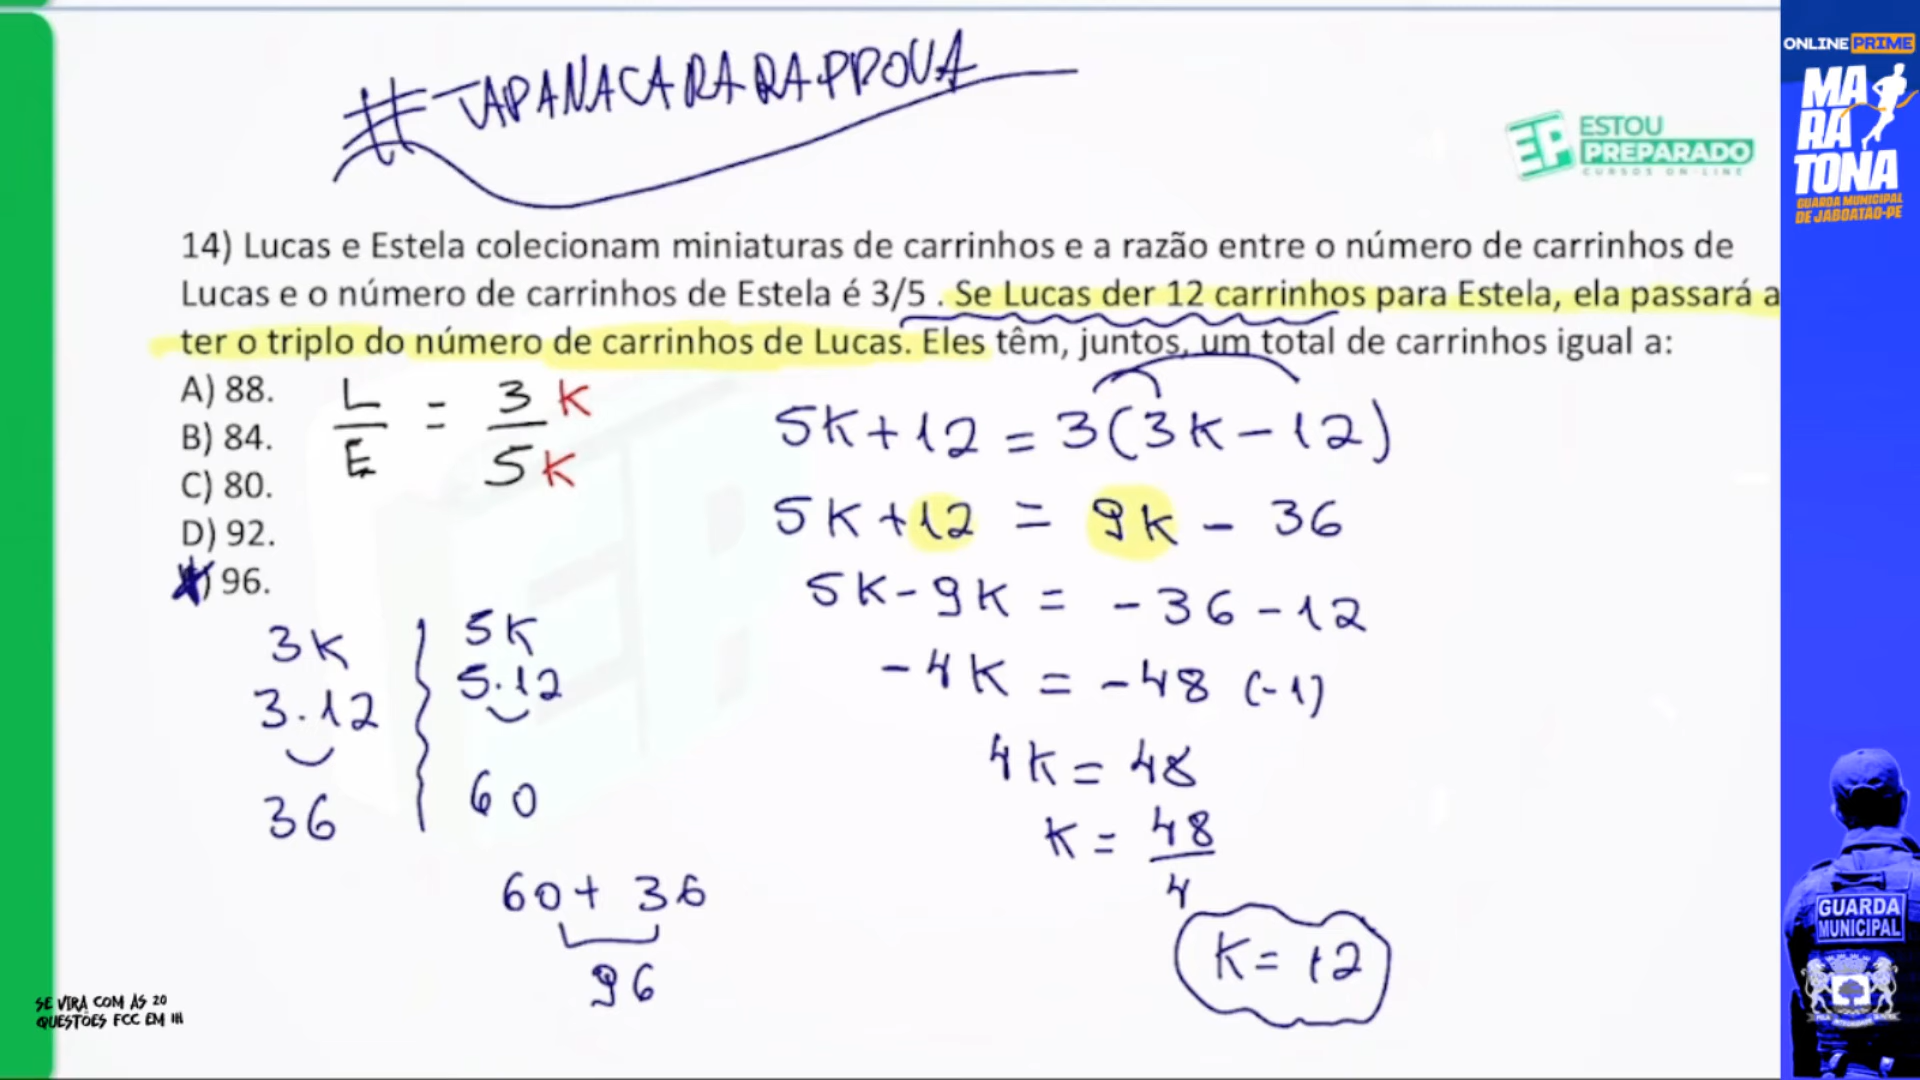 #TAPANACARARAPROVA
ONLINE PRIME
MA
RA
TONA
GUARDA MUNICIPAL
DE JABOATÃO-PE
EP ESTOU
PREPARADO
CURSOS ON-LINE
14) Lucas e Estela colecionam miniaturas de carrinhos e a razão entre o número de carrinhos de
Lucas e o número de carrinhos de Estela é 3/5 . Se Lucas der 12 carrinhos para Estela, ela passará a
ter o triplo do número de carrinhos de Lucas. Eles têm, juntos, um total de carrinhos igual a:
A) 88.
B) 84.
C) 80.
D) 92.
) 96.
L/E = 3K/5K
3K
3.12
36
5K
5.12
60
60+ 36
96
5K+12 = 3(3K-12)
5K+12 = 9K - 36
5K-9K = -36-12
-4K = -48 (-1)
4K = 48
K = 48/4
K = 12
SE VIRA COM AS 20
QUESTÕES FCC EM 1H
GUARDA
MUNICIPAL